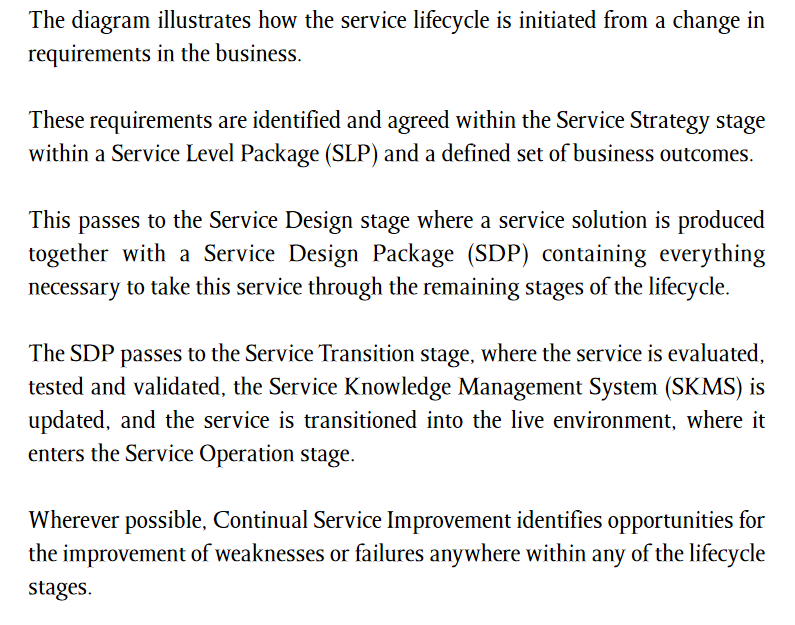 The diagram illustrates how the service lifecycle is initiated from a change in
requirements in the business.
These requirements are identified and agreed within the Service Strategy stage
within a Service Level Package (SLP) and a defined set of business outcomes.
This passes to the Service Design stage where a service solution is produced
together with a Service Design Package (SDP) containing everything
necessary to take this service through the remaining stages of the lifecycle.
The SDP passes to the Service Transition stage, where the service is evaluated,
tested and validated, the Service Knowledge Management System (SKMS) is
updated, and the service is transitioned into the live environment, where it
enters the Service Operation stage.
Wherever possible, Continual Service Improvement identifies opportunities for
the improvement of weaknesses or failures anywhere within any of the lifecycle
stages.